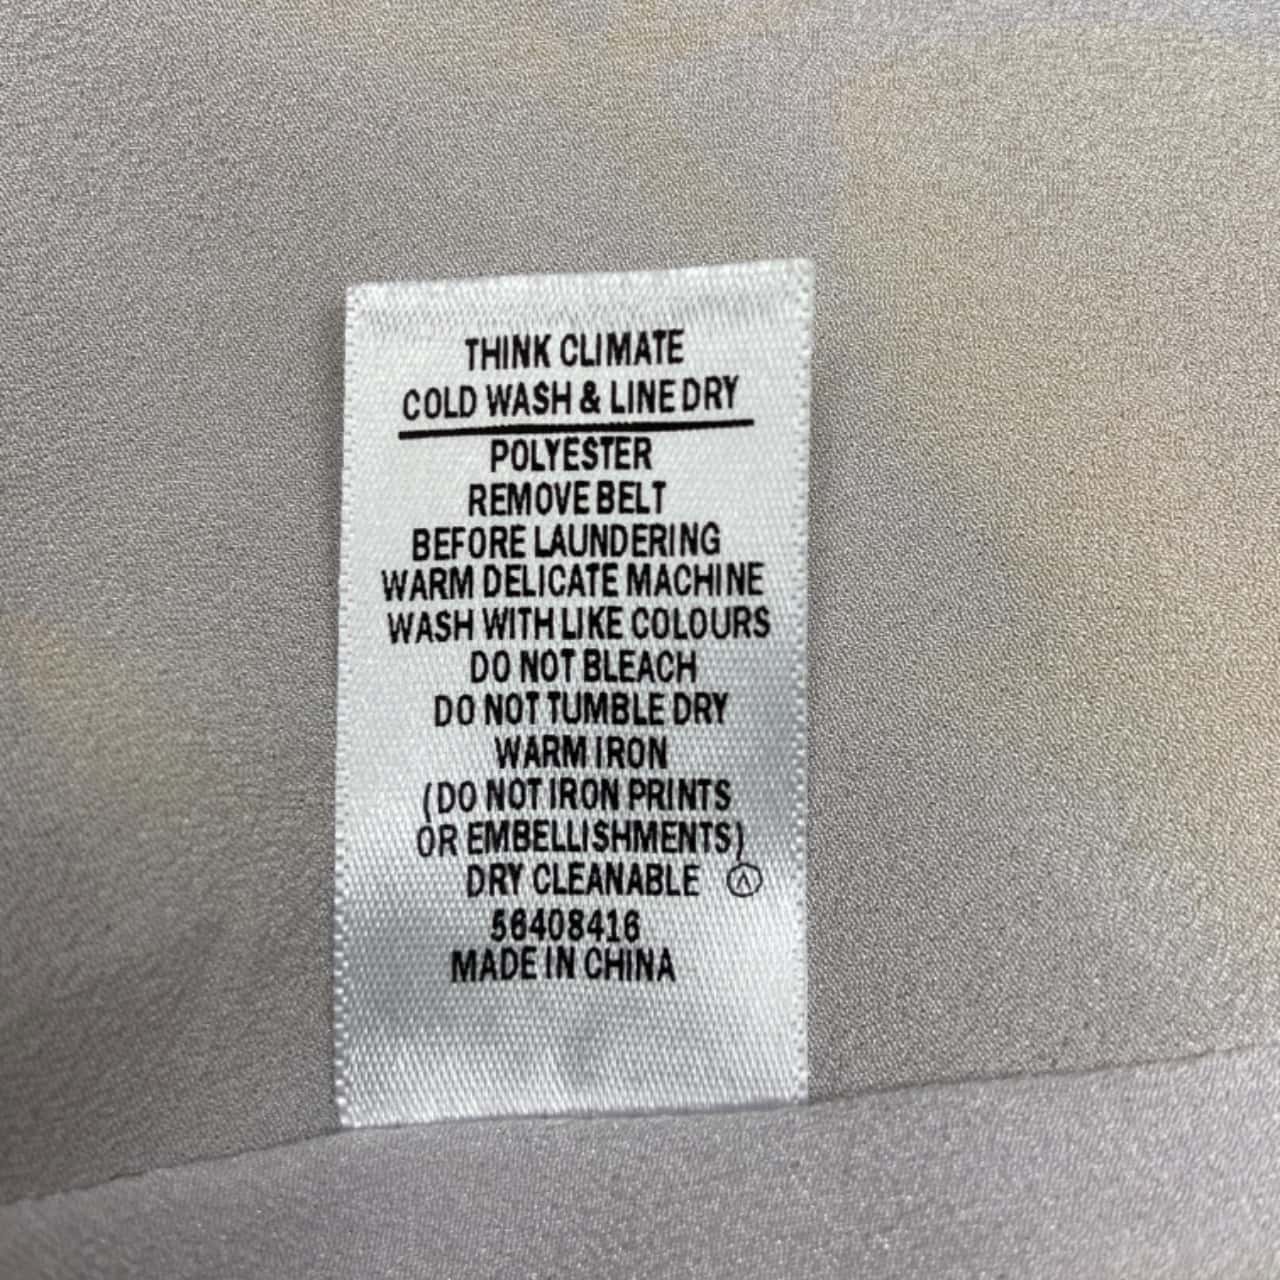 THINK CLIMATE
COLD WASH & LINE DRY
POLYESTER
REMOVE BELT
BEFORE LAUNDERING
WARM DELICATE MACHINE
WASH WITH LIKE COLOURS
DO NOT BLEACH
DO NOT TUMBLE DRY
WARM IRON
(DO NOT IRON PRINTS
OR EMBELLISHMENTS)
DRY CLEANABLE Ⓐ
56408416
MADE IN CHINA